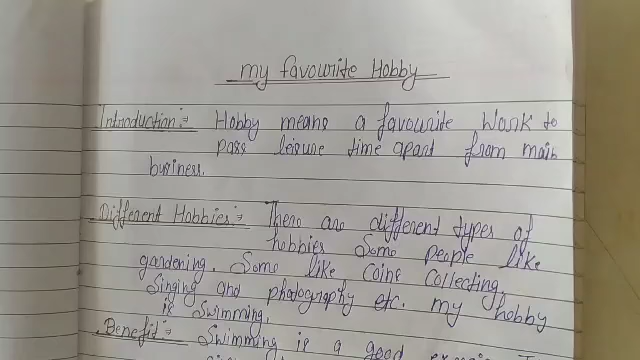 my favourite Hobby
Introduction:- Hobby means a favourite Work to
pass leisure time apart from main
business.
Different Hobbies:- There are different types of
hobbies Some people like
gardening. Some like Coins Collecting,
Singing and photography etc. my hobby
is Swimming.
Benefit:- Swimming is a good